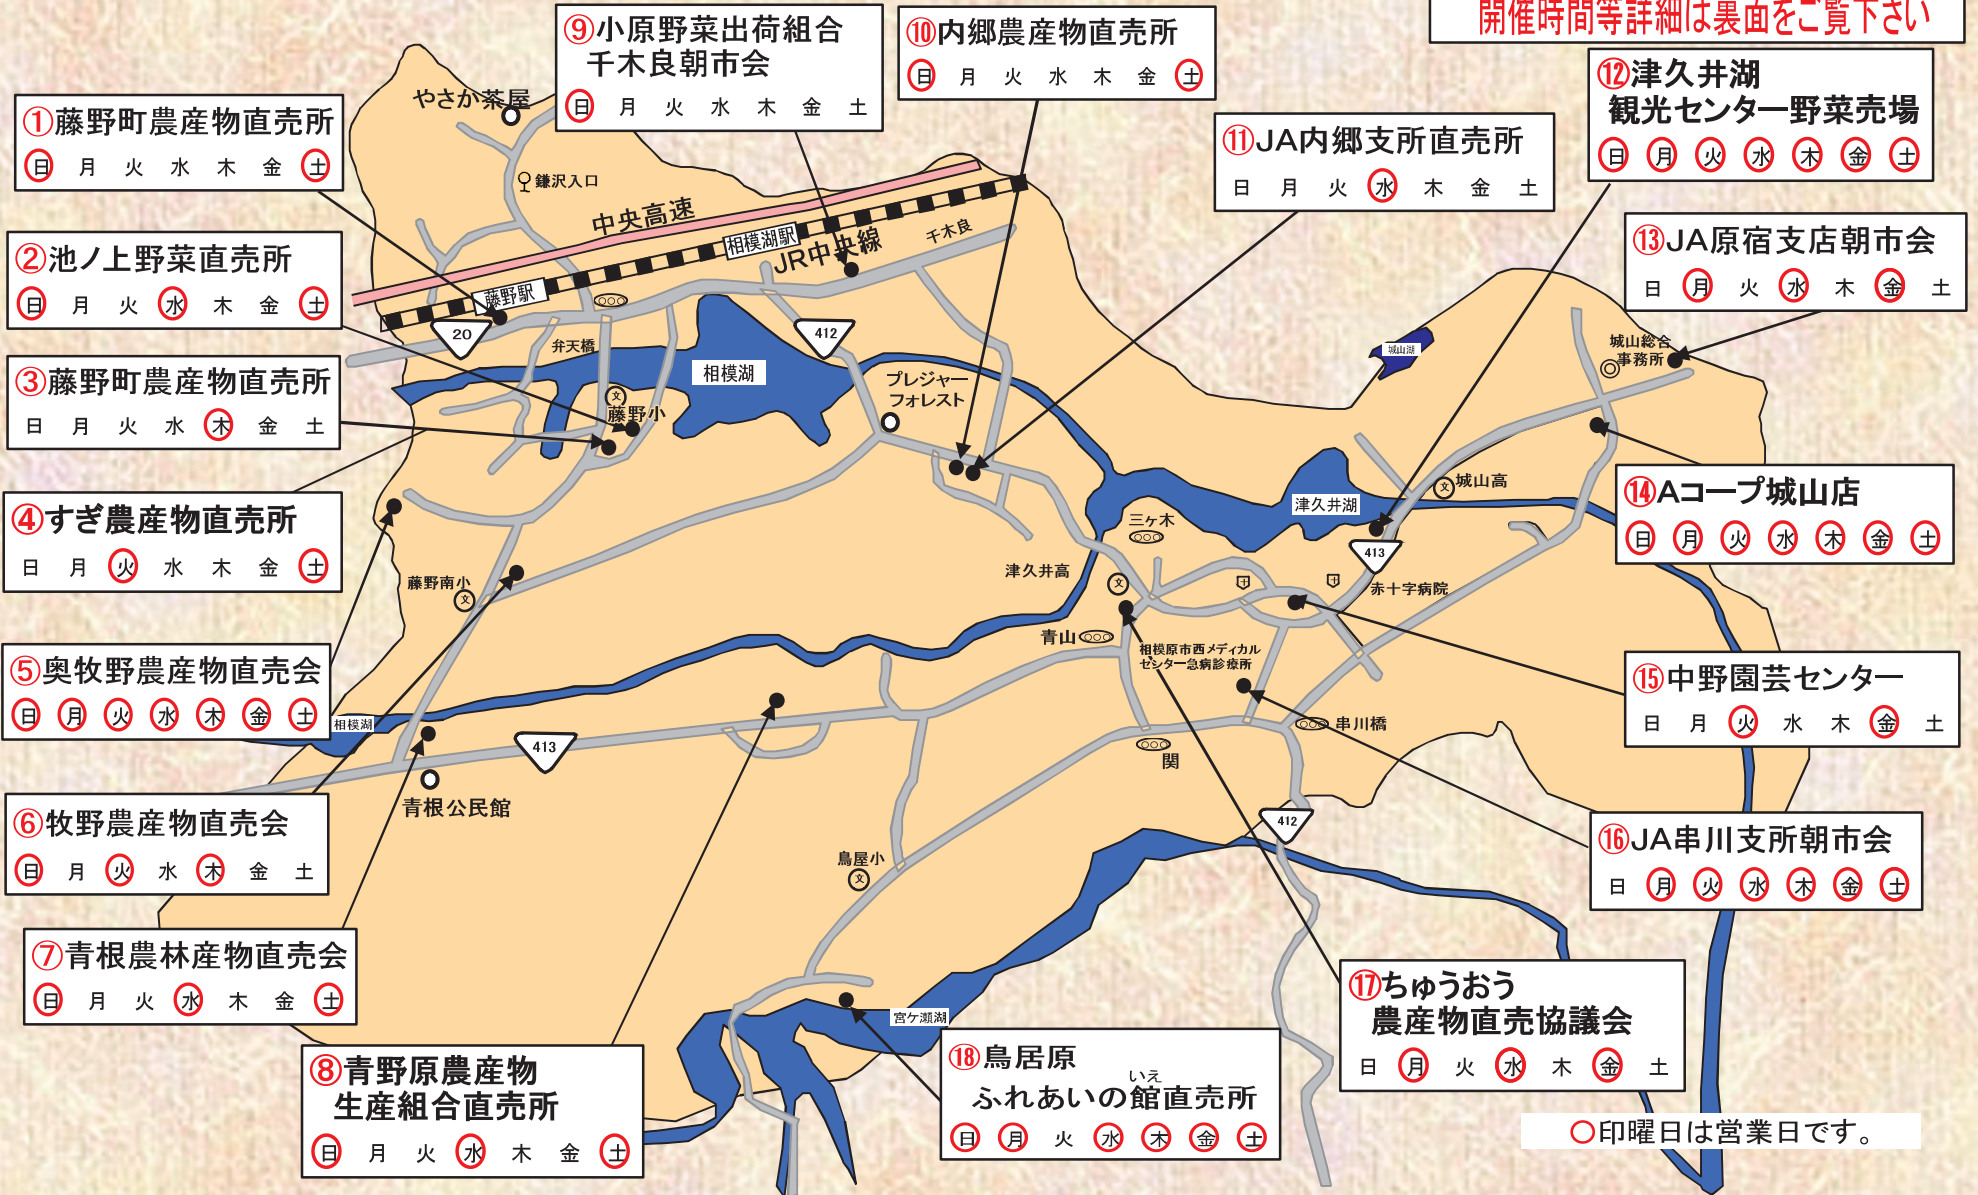 開催時間等詳細は裏面をご覧下さい
①藤野町農産物直売所
日 月 火 水 木 金 土
②池ノ上野菜直売所
日 月 火 水 木 金 土
③藤野町農産物直売所
日 月 火 水 木 金 土
④すぎ農産物直売所
日 月 火 水 木 金 土
⑤奥牧野農産物直売会
日 月 火 水 木 金 土
⑥牧野農産物直売会
日 月 火 水 木 金 土
⑦青根農林産物直売会
日 月 火 水 木 金 土
⑧青野原農産物
生産組合直売所
日 月 火 水 木 金 土
⑨小原野菜出荷組合
千木良朝市会
日 月 火 水 木 金 土
⑩内郷農産物直売所
日 月 火 水 木 金 土
⑪JA内郷支所直売所
日 月 火 水 木 金 土
⑫津久井湖
観光センター野菜売場
日 月 火 水 木 金 土
⑬JA原宿支店朝市会
日 月 火 水 木 金 土
⑭Aコープ城山店
日 月 火 水 木 金 土
⑮中野園芸センター
日 月 火 水 木 金 土
⑯JA串川支所朝市会
日 月 火 水 木 金 土
⑰ちゅうおう
農産物直売協議会
日 月 火 水 木 金 土
⑱鳥居原
いえ
ふれあいの館直売所
日 月 火 水 木 金 土
○印曜日は営業日です。
やさか茶屋
鎌沢入口
中央高速
相模湖駅
JR中央線
千木良
藤野駅
20
弁天橋
412
相模湖
プレジャー
フォレスト
文
藤野小
城山湖
城山総合
事務所
文
城山高
津久井湖
三ケ木
413
津久井高
文
赤十字病院
藤野南小
文
青山
相模原市西メディカル
センター急病診療所
相模湖
串川橋
413
関
青根公民館
412
鳥屋小
文
宮ケ瀬湖